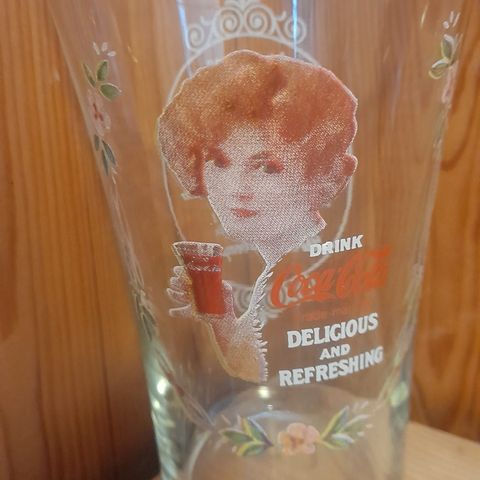 DRINK
Coca-Cola
DELICIOUS
AND
REFRESHING